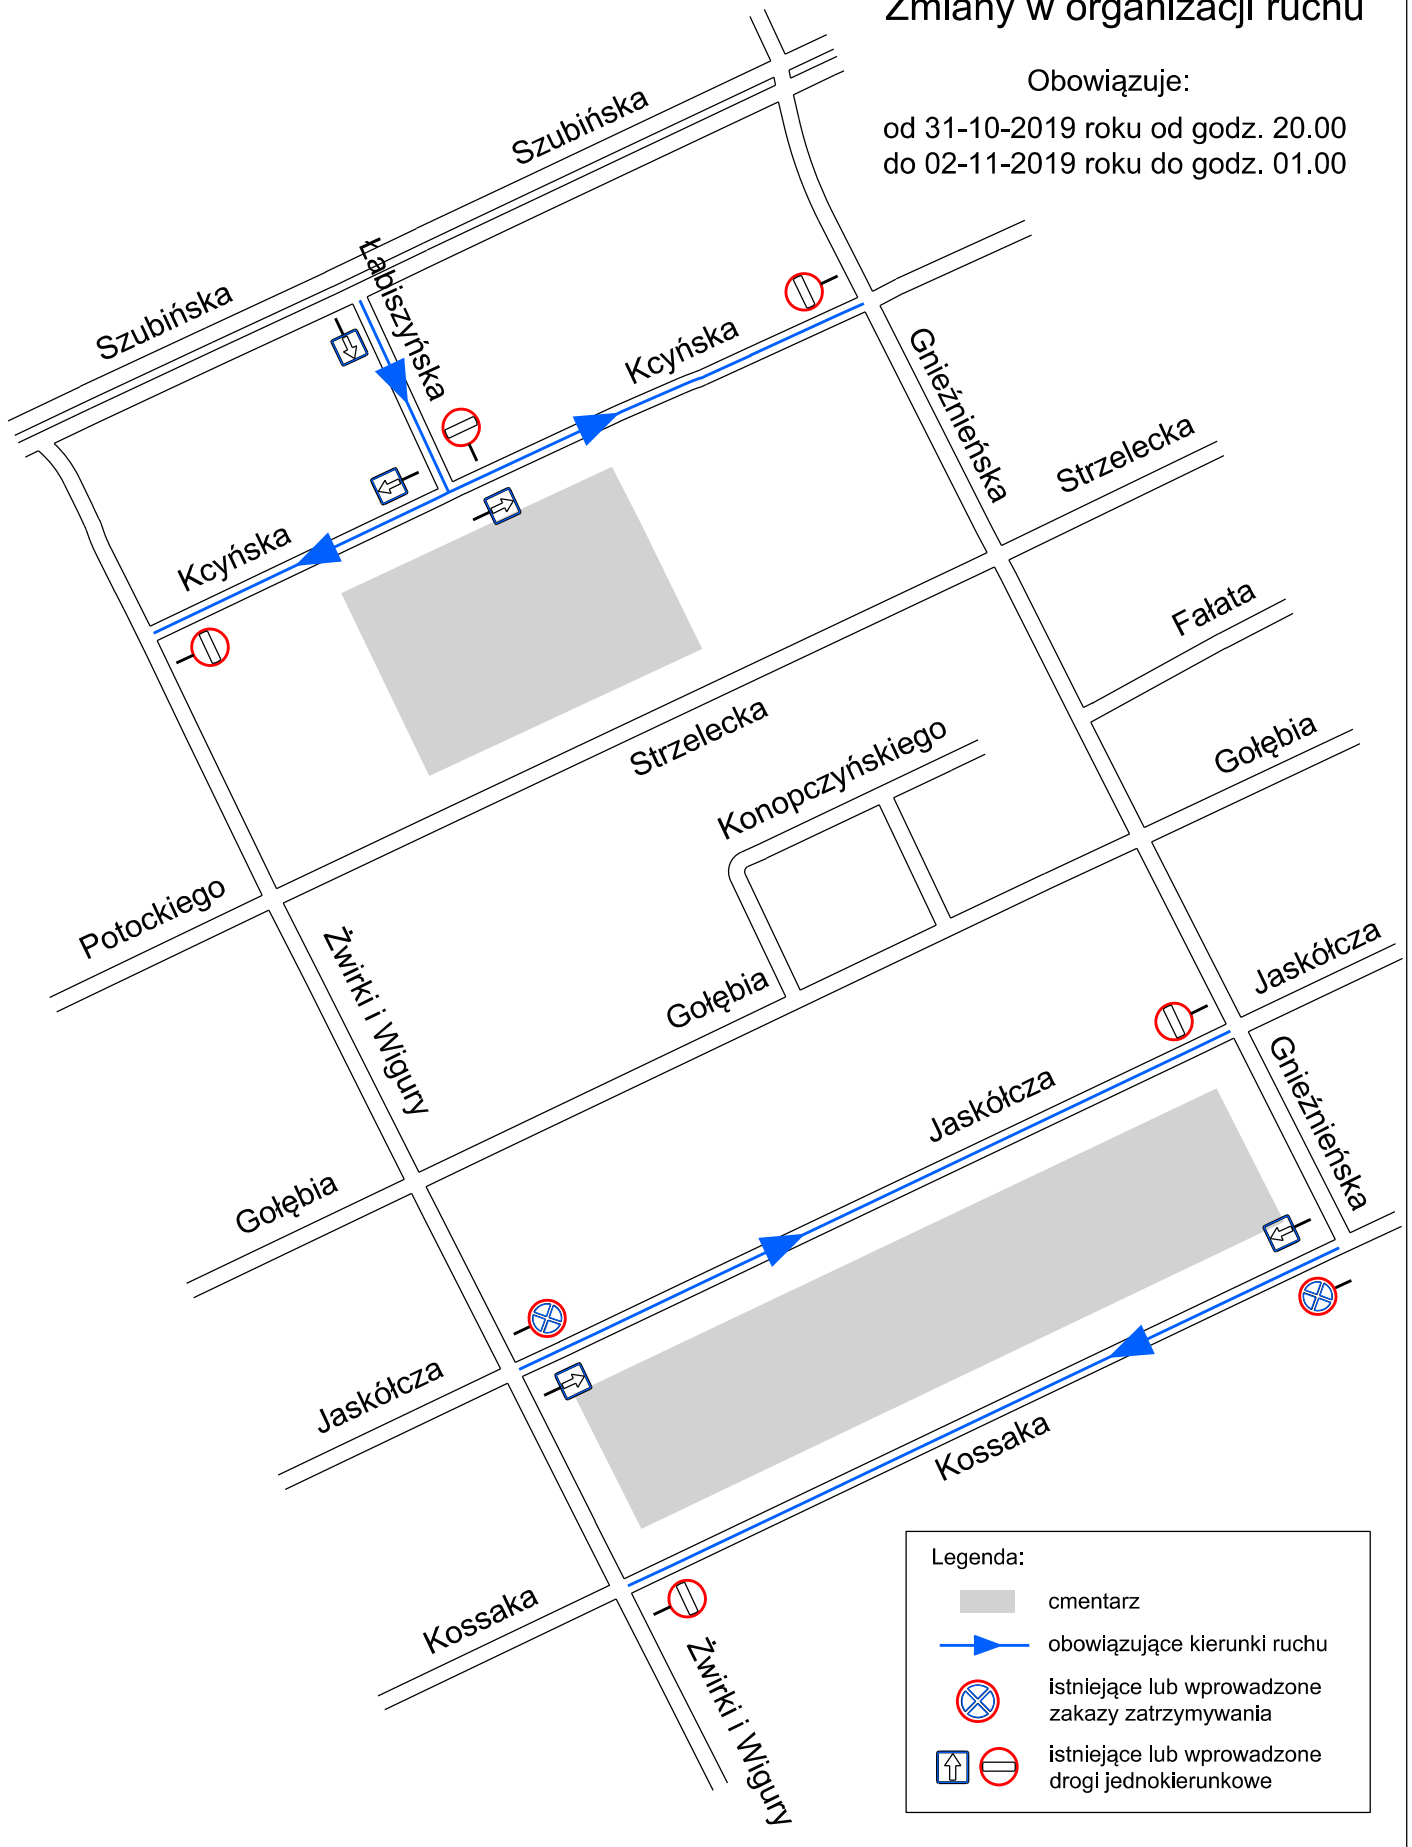 Zmiany w organizacji ruchu
Obowiązuje:
od 31-10-2019 roku od godz. 20.00
do 02-11-2019 roku do godz. 01.00
Szubińska
Szubińska
Łabiszyńska
Kcyńska
Gnieźnieńska
Strzelecka
Kcyńska
Fałata
Strzelecka
Konopczyńskiego
Gołębia
Potockiego
Żwirki i Wigury
Gołębia
Jaskółcza
Jaskółcza
Gnieźnieńska
Gołębia
Jaskółcza
Kossaka
Kossaka
Żwirki i Wigury
Legenda:
cmentarz
obowiązujące kierunki ruchu
istniejące lub wprowadzone
zakazy zatrzymywania
istniejące lub wprowadzone
drogi jednokierunkowe